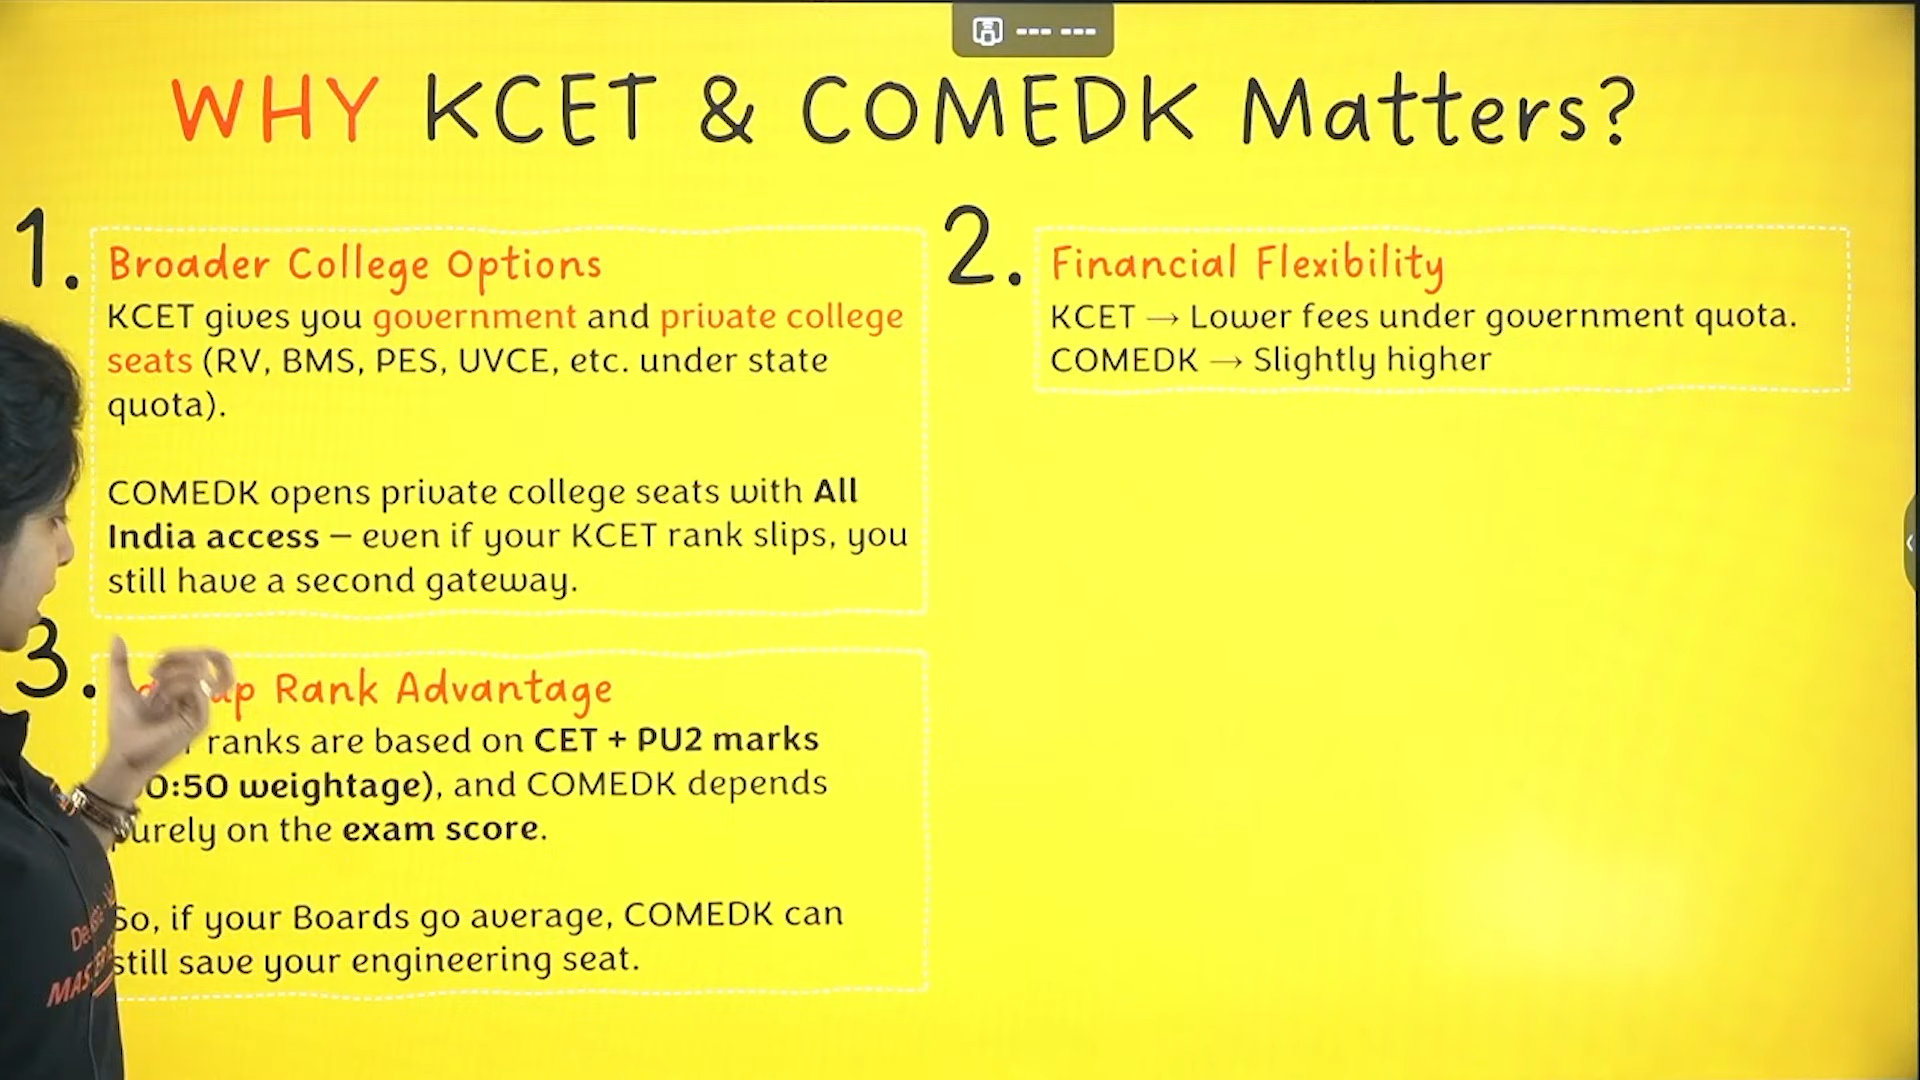 WHY KCET & COMEDK Matters?
1.
Broader College Options
KCET gives you government and private college
seats (RV, BMS, PES, UVCE, etc. under state
quota).
COMEDK opens private college seats with All
India access – even if your KCET rank slips, you
still have a second gateway.
2.
Financial Flexibility
KCET → Lower fees under government quota.
COMEDK → Slightly higher
3.
Rank Advantage
ranks are based on CET + PU2 marks
0:50 weightage), and COMEDK depends
purely on the exam score.
So, if your Boards go average, COMEDK can
still save your engineering seat.